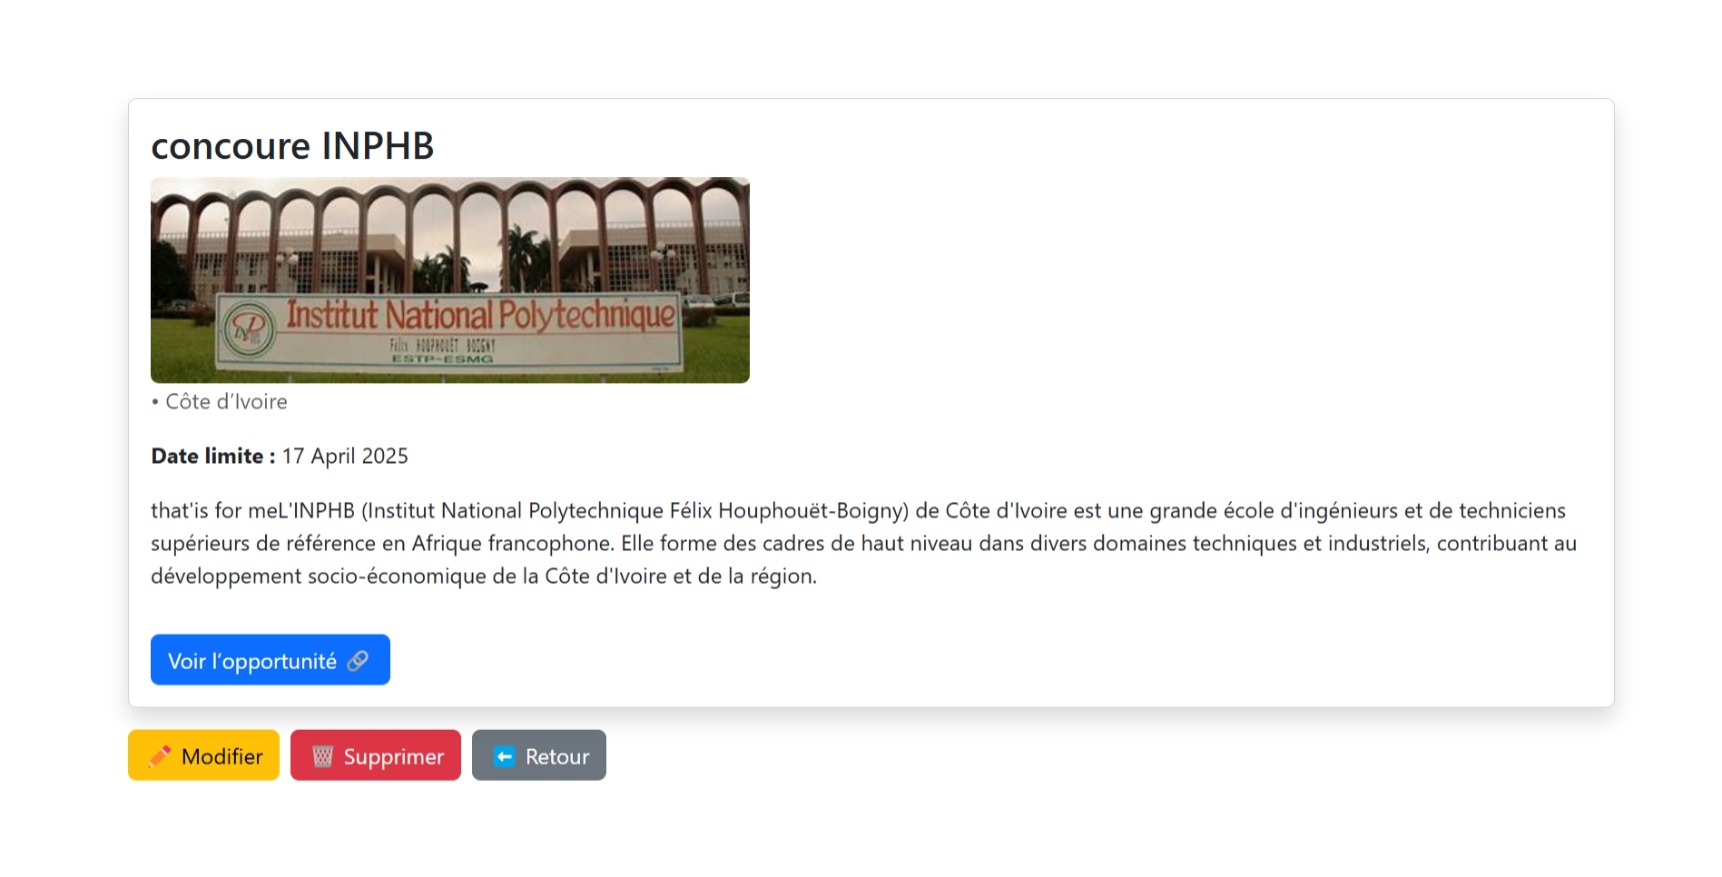 concoure INPHB
Institut National Polytechnique
Félix HOUPHOUËT BOIGNY
ESTP-ESMG
• Côte d’Ivoire
Date limite : 17 April 2025
that'is for meL'INPHB (Institut National Polytechnique Félix Houphouët-Boigny) de Côte d'Ivoire est une grande école d'ingénieurs et de techniciens
supérieurs de référence en Afrique francophone. Elle forme des cadres de haut niveau dans divers domaines techniques et industriels, contribuant au
développement socio-économique de la Côte d'Ivoire et de la région.
Voir l’opportunité
Modifier
Supprimer
Retour